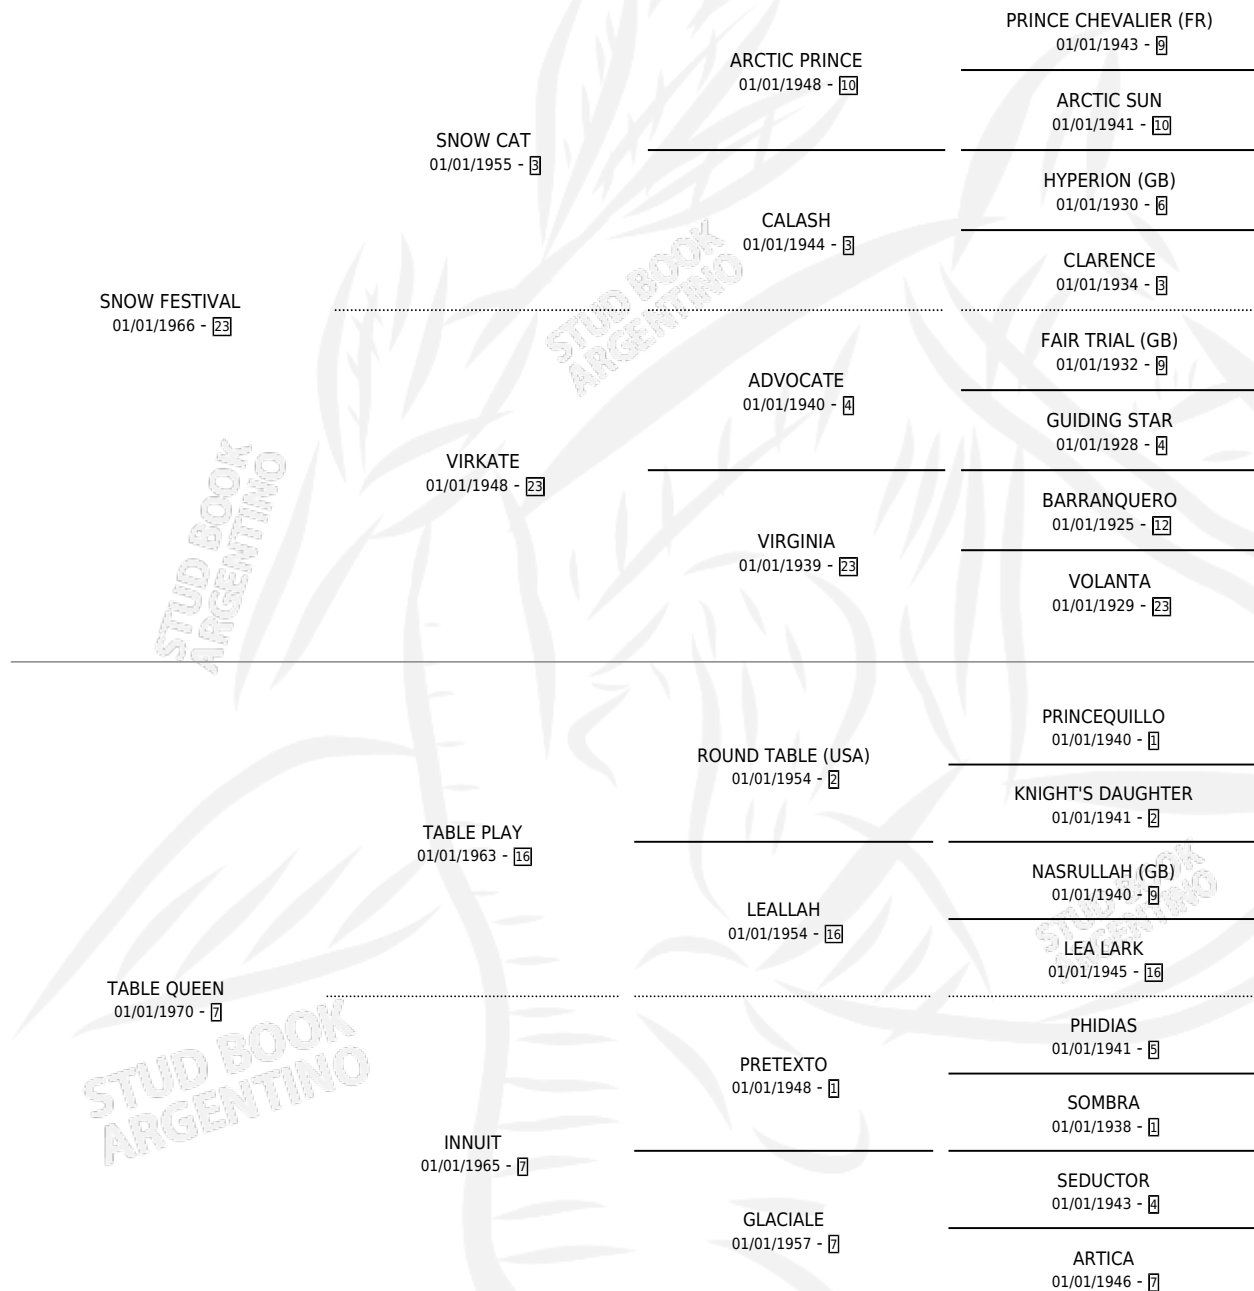 PRINCE CHEVALIER (FR)
01/01/1943 - 9
ARCTIC PRINCE
01/01/1948 - 10
ARCTIC SUN
01/01/1941 - 10
SNOW CAT
01/01/1955 - 3
HYPERION (GB)
01/01/1930 - 6
CALASH
01/01/1944 - 3
CLARENCE
01/01/1934 - 3
SNOW FESTIVAL
01/01/1966 - 23
STUD BOOK
ARGENTINO
FAIR TRIAL (GB)
01/01/1932 - 9
ADVOCATE
01/01/1940 - 4
GUIDING STAR
01/01/1928 - 4
VIRKATE
01/01/1948 - 23
BARRANQUERO
01/01/1925 - 12
VIRGINIA
01/01/1939 - 23
VOLANTA
01/01/1929 - 23
STUD BOOK
ARGENTINO
PRINCEQUILLO
01/01/1940 - 1
ROUND TABLE (USA)
01/01/1954 - 2
KNIGHT'S DAUGHTER
01/01/1941 - 2
TABLE PLAY
01/01/1963 - 16
NASRULLAH (GB)
01/01/1940 - 9
LEALLAH
01/01/1954 - 16
LEA LARK
01/01/1945 - 16
STUD BOOK
ARGENTINO
TABLE QUEEN
01/01/1970 - 7
STUD BOOK
ARGENTINO
PHIDIAS
01/01/1941 - 5
PRETEXTO
01/01/1948 - 1
SOMBRA
01/01/1938 - 1
INNUIT
01/01/1965 - 7
SEDUCTOR
01/01/1943 - 4
GLACIALE
01/01/1957 - 7
ARTICA
01/01/1946 - 7